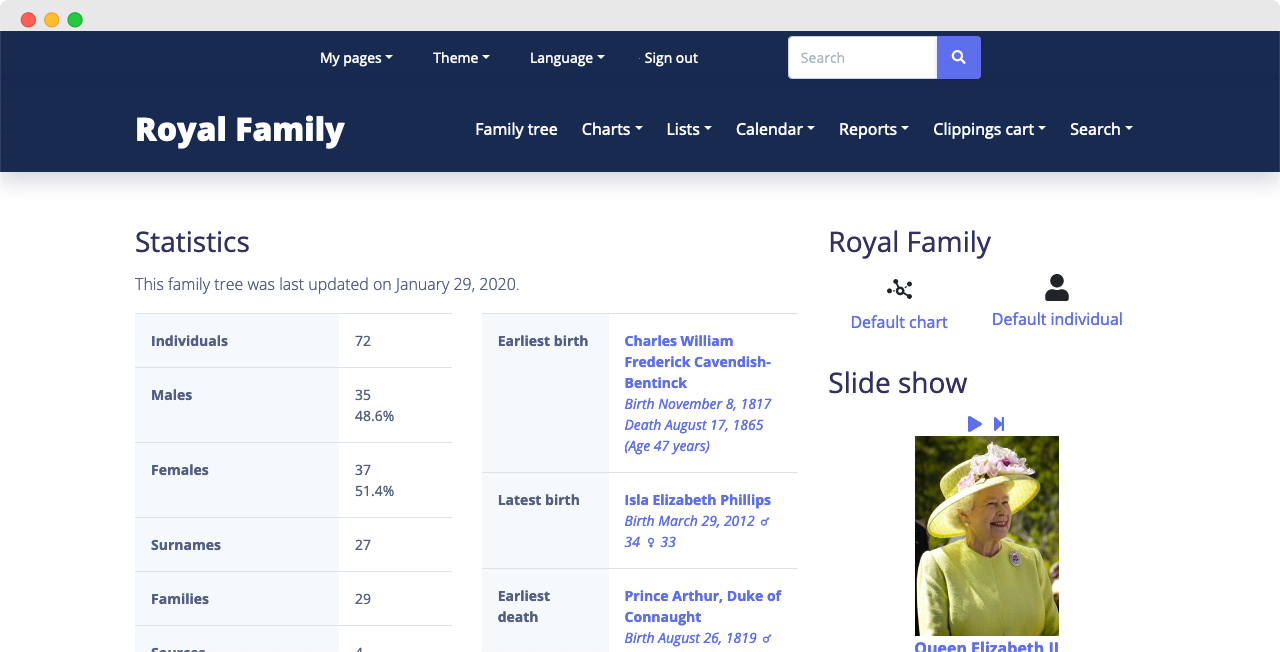 My pages Theme Language Sign out Search
Royal Family
Family tree Charts Lists Calendar Reports Clippings cart Search
Statistics
This family tree was last updated on January 29, 2020.
Individuals 72
Males 35
48.6%
Females 37
51.4%
Surnames 27
Families 29
Sources 4
Earliest birth Charles William
Frederick Cavendish-
Bentinck
Birth November 8, 1817
Death August 17, 1865
(Age 47 years)
Latest birth Isla Elizabeth Phillips
Birth March 29, 2012 ♂
34 ♀ 33
Earliest Prince Arthur, Duke of
death Connaught
Birth August 26, 1819 ♂
Royal Family
Default chart Default individual
Slide show
Queen Elizabeth II